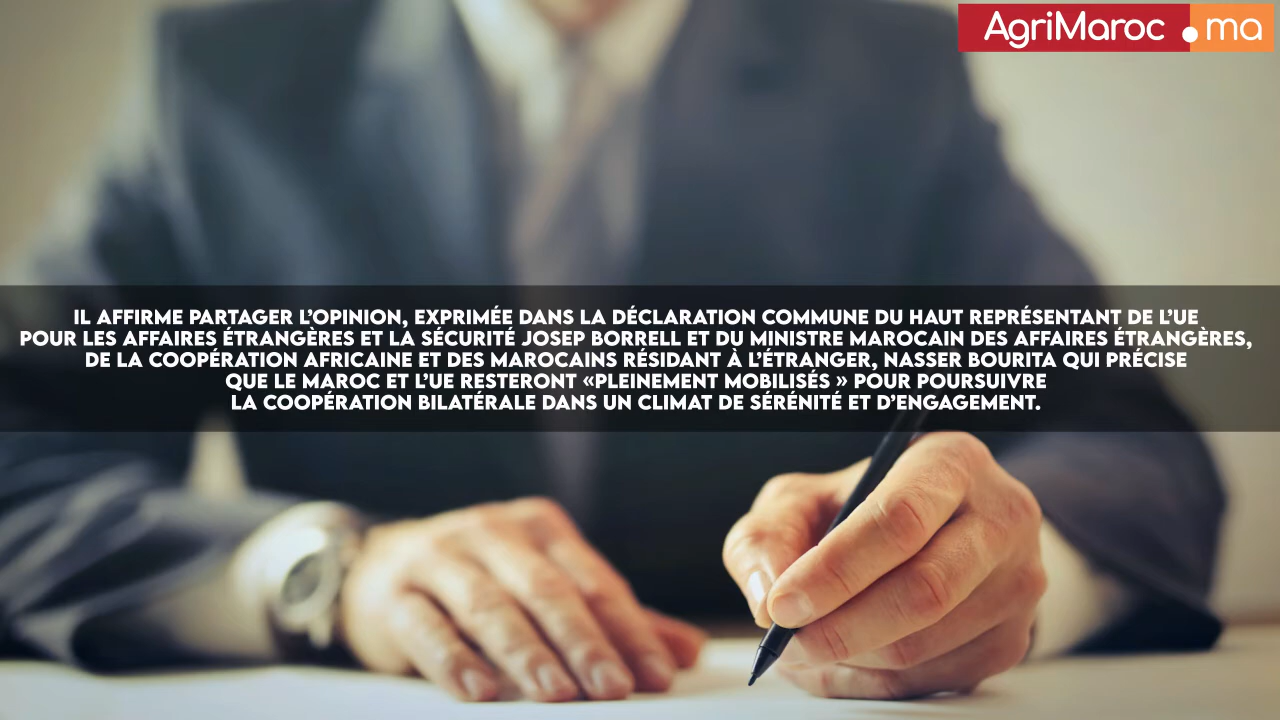 AgriMaroc .ma
IL AFFIRME PARTAGER L'OPINION, EXPRIMÉE DANS LA DÉCLARATION COMMUNE DU HAUT REPRÉSENTANT DE L'UE
POUR LES AFFAIRES ÉTRANGÈRES ET LA SÉCURITÉ JOSEP BORRELL ET DU MINISTRE MAROCAIN DES AFFAIRES ÉTRANGÈRES,
DE LA COOPÉRATION AFRICAINE ET DES MAROCAINS RÉSIDANT À L'ÉTRANGER, NASSER BOURITA QUI PRÉCISE
QUE LE MAROC ET L'UE RESTERONT «PLEINEMENT MOBILISÉS » POUR POURSUIVRE
LA COOPÉRATION BILATÉRALE DANS UN CLIMAT DE SÉRÉNITÉ ET D'ENGAGEMENT.